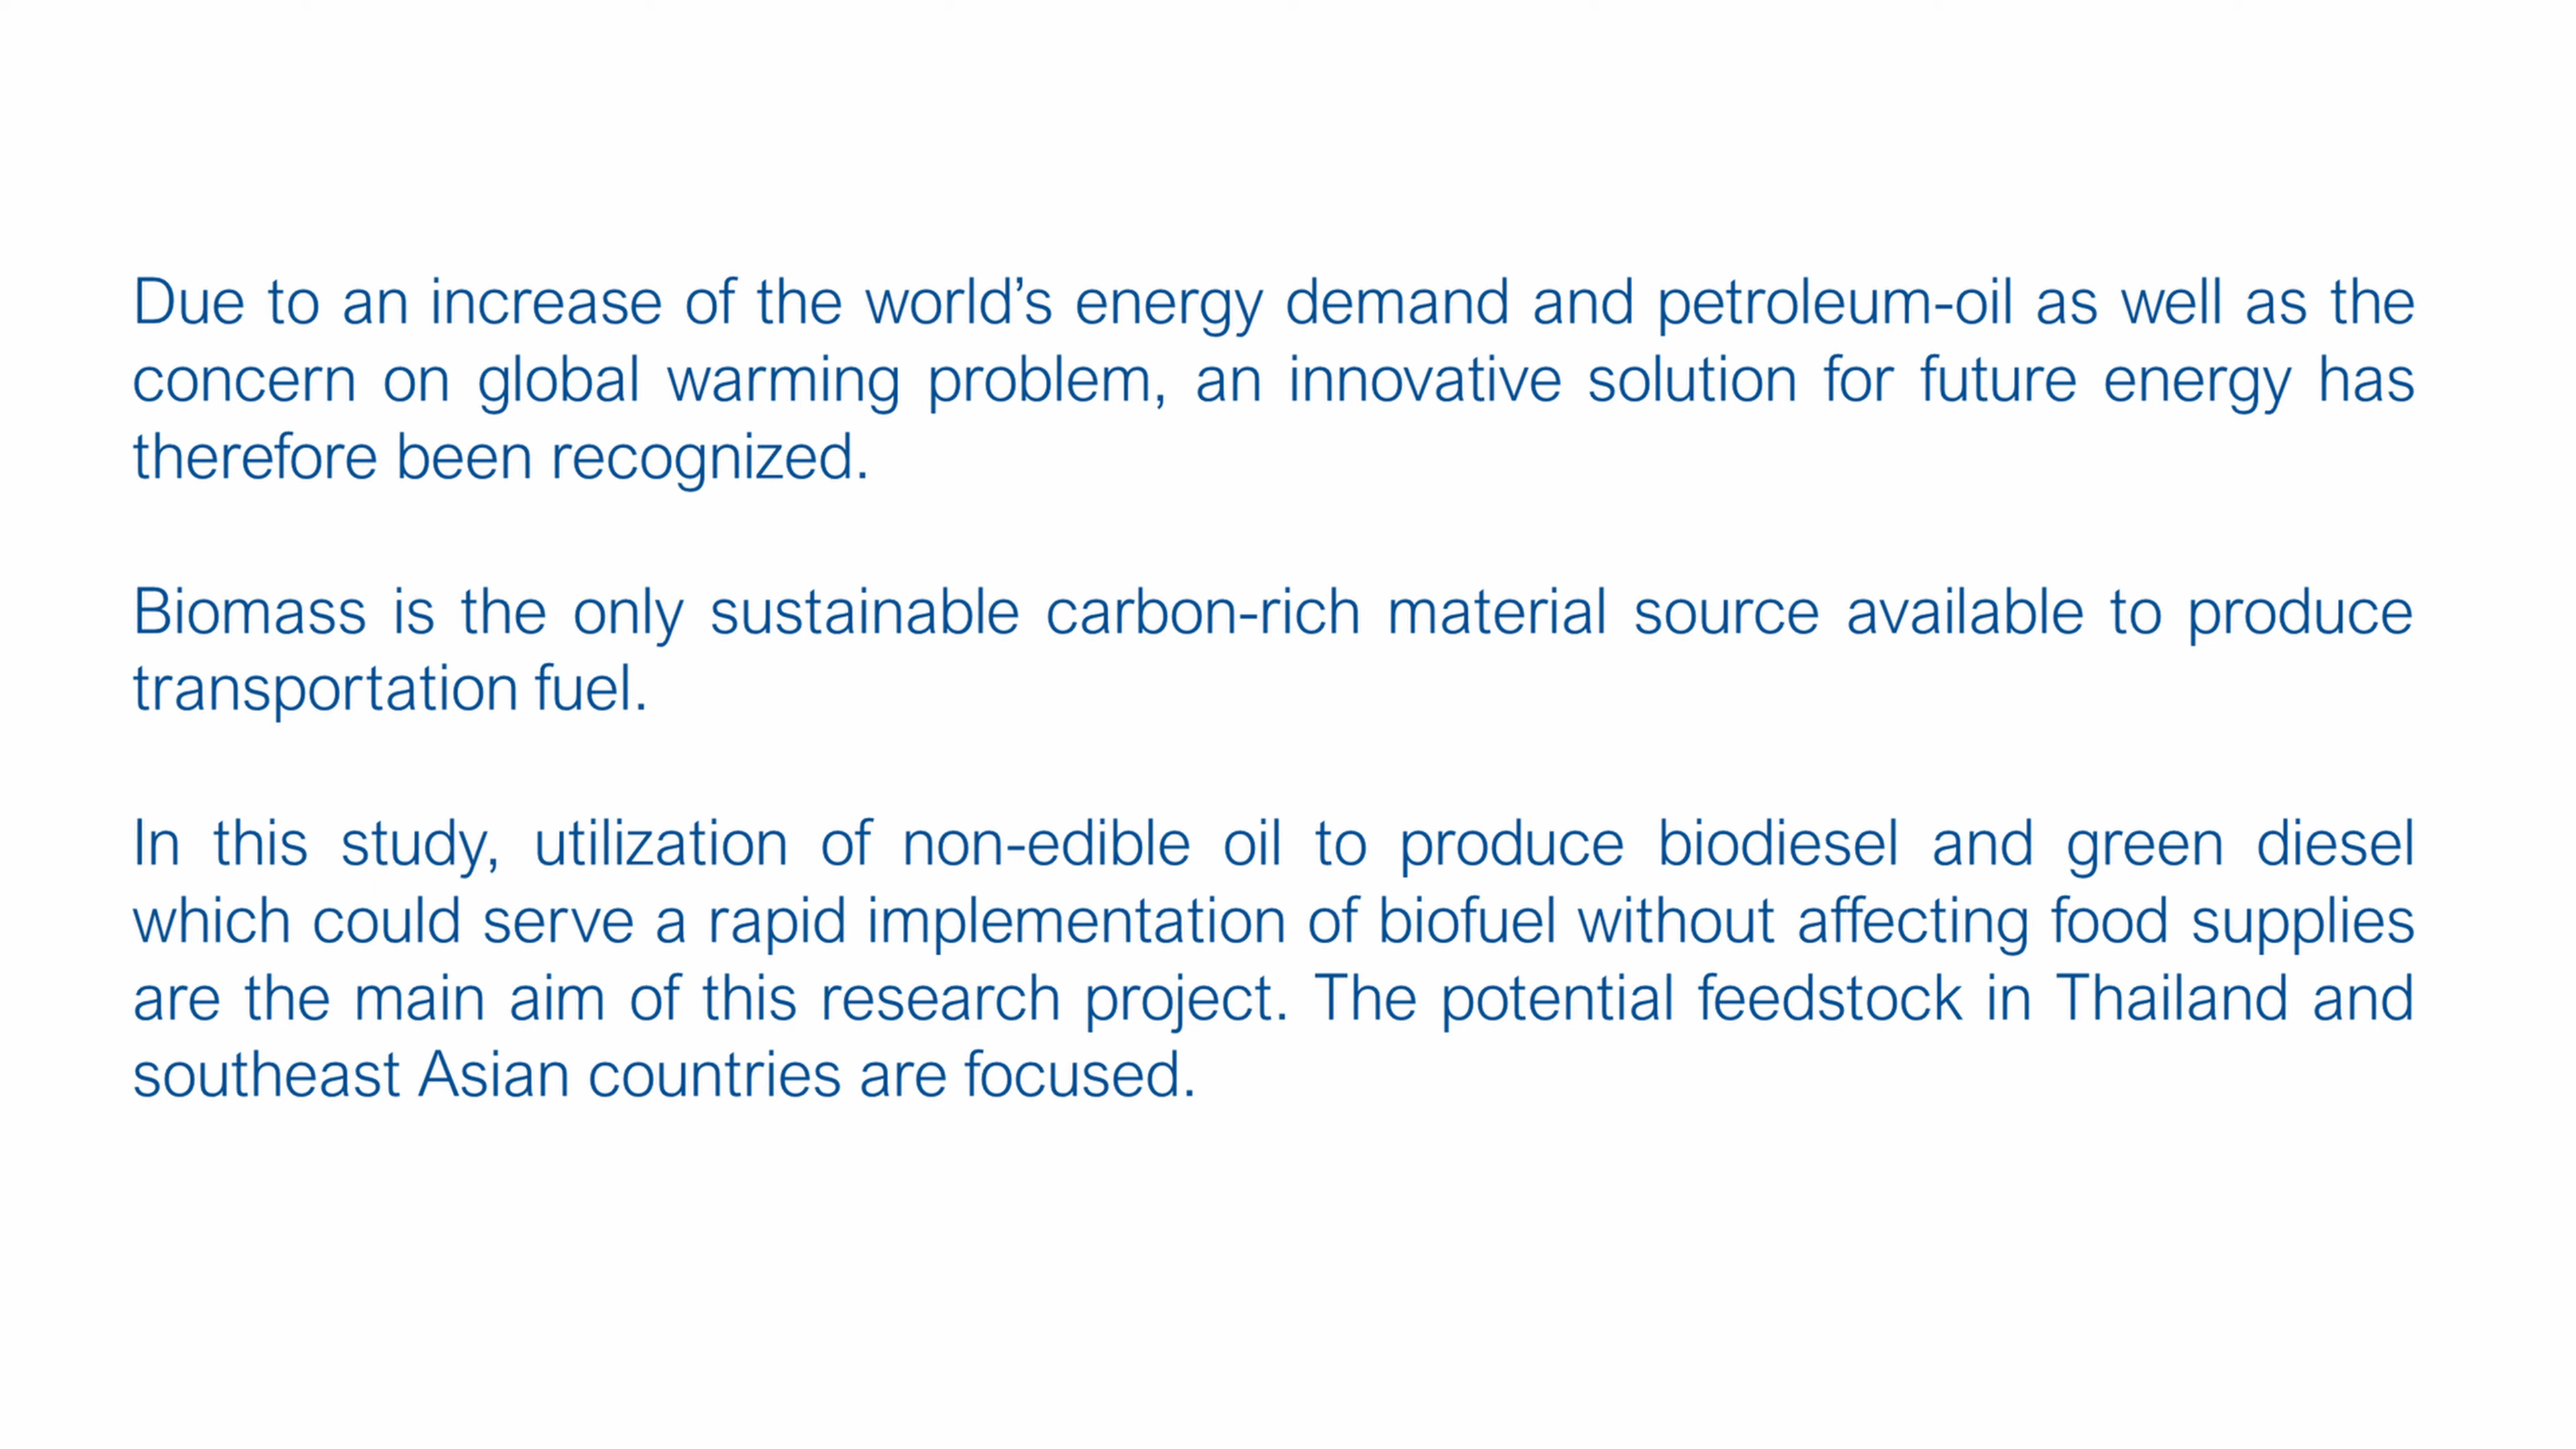 Due to an increase of the world’s energy demand and petroleum-oil as well as the
concern on global warming problem, an innovative solution for future energy has
therefore been recognized.
Biomass is the only sustainable carbon-rich material source available to produce
transportation fuel.
In this study, utilization of non-edible oil to produce biodiesel and green diesel
which could serve a rapid implementation of biofuel without affecting food supplies
are the main aim of this research project. The potential feedstock in Thailand and
southeast Asian countries are focused.